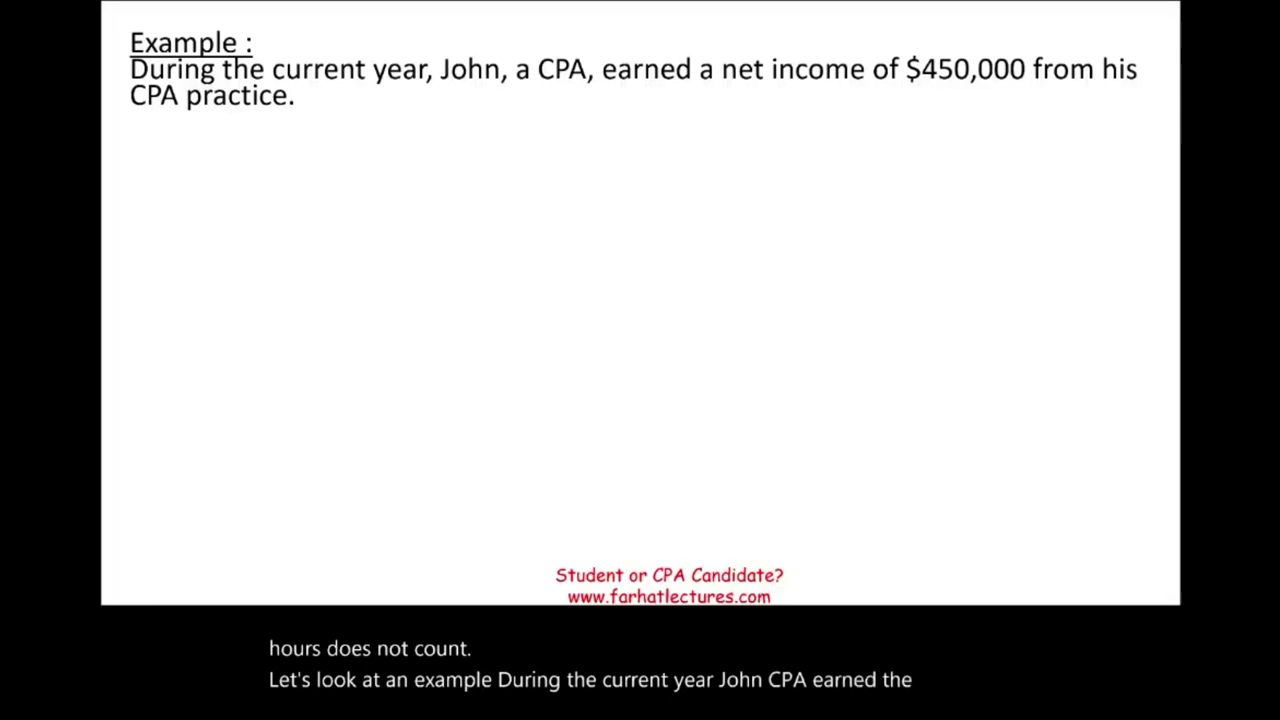 Example :
During the current year, John, a CPA, earned a net income of $450,000 from his
CPA practice.
Student or CPA Candidate?
www.farhatlectures.com
hours does not count.
Let's look at an example During the current year John CPA earned the